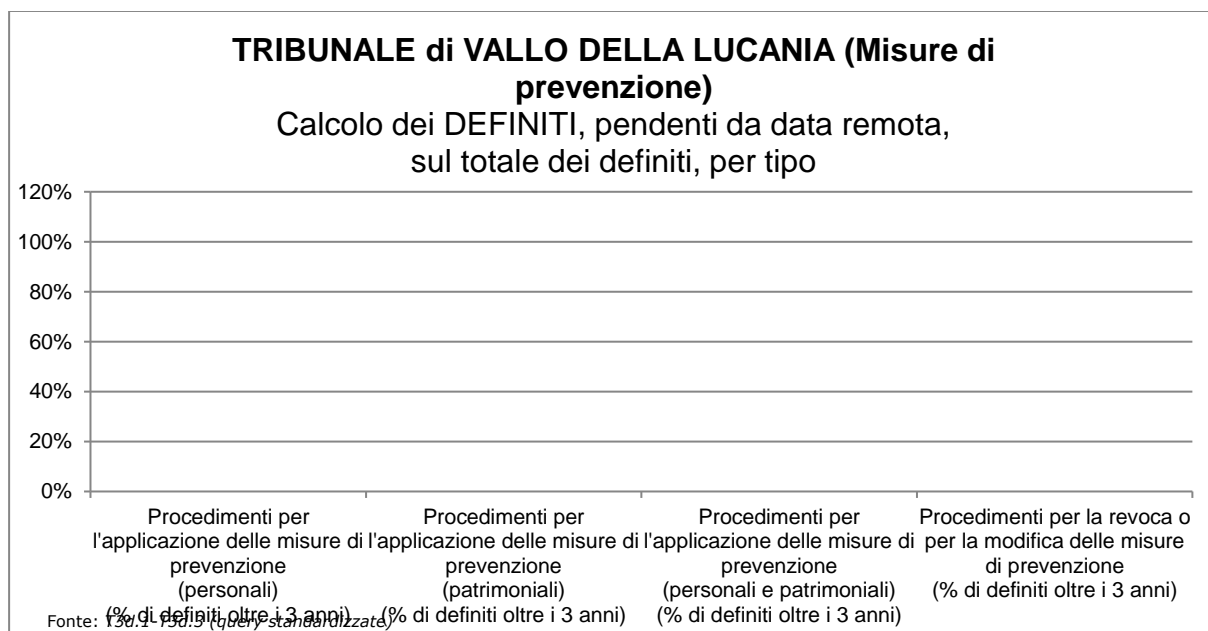 TRIBUNALE di VALLO DELLA LUCANIA (Misure di
prevenzione)
Calcolo dei DEFINITI, pendenti da data remota,
sul totale dei definiti, per tipo
120%
100%
80%
60%
40%
20%
0%
Procedimenti per
l'applicazione delle misure di
prevenzione
(personali)
(% di definiti oltre i 3 anni)
Procedimenti per
l'applicazione delle misure di
prevenzione
(patrimoniali)
(% di definiti oltre i 3 anni)
Procedimenti per
l'applicazione delle misure di
prevenzione
(personali e patrimoniali)
(% di definiti oltre i 3 anni)
Procedimenti per la revoca o
per la modifica delle misure
di prevenzione
(% di definiti oltre i 3 anni)
Fonte: T3d.1-T3d.3 (query standardizzate)